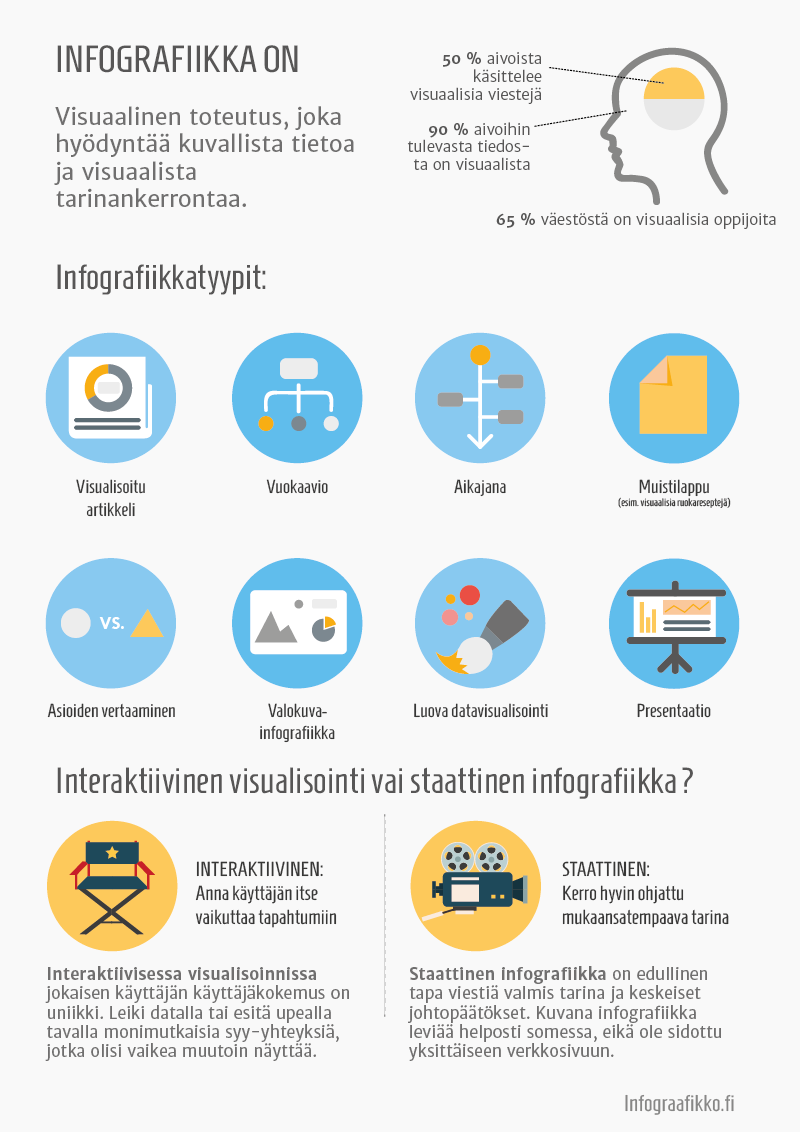 INFOGRAFIIKKA ON
Visuaalinen toteutus, joka
hyödyntää kuvallista tietoa
ja visuaalista
tarinankerrontaa.
50 % aivoista
käsittelee
visuaalisia viestejä
90 % aivoihin
tulevasta tiedos-
ta on visuaalista
65 % väestöstä on visuaalisia oppijoita
Infografiikkatyypit:
Visualisoitu
artikkeli
Vuokaavio
Aikajana
Muistilappu
(esim. visuaalisia ruokareseptejä)
VS.
Asioiden vertaaminen
Valokuva-
infografiikka
Luova datavisualisointi
Presentaatio
Interaktiivinen visualisointi vai staattinen infografiikka?
INTERAKTIIVINEN:
Anna käyttäjän itse
vaikuttaa tapahtumiin
Interaktiivisessa visualisoinnissa
jokaisen käyttäjän käyttäjäkokemus on
uniikki. Leiki datalla tai esitä upealla
tavalla monimutkaisia syy-yhteyksiä,
jotka olisi vaikea muutoin näyttää.
STAATTINEN:
Kerro hyvin ohjattu
mukaansatempaava tarina
Staattinen infografiikka on edullinen
tapa viestiä valmis tarina ja keskeiset
johtopäätökset. Kuvana infografiikka
leviää helposti somessa, eikä ole sidottu
yksittäiseen verkkosivuun.
Infograafikko.fi